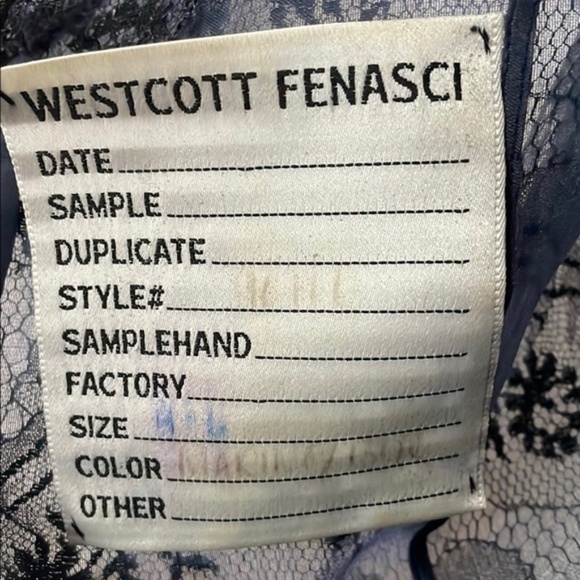 WESTCOTT FENASCI
DATE
SAMPLE
DUPLICATE
STYLE#
SAMPLEHAND
FACTORY
SIZE
COLOR
OTHER